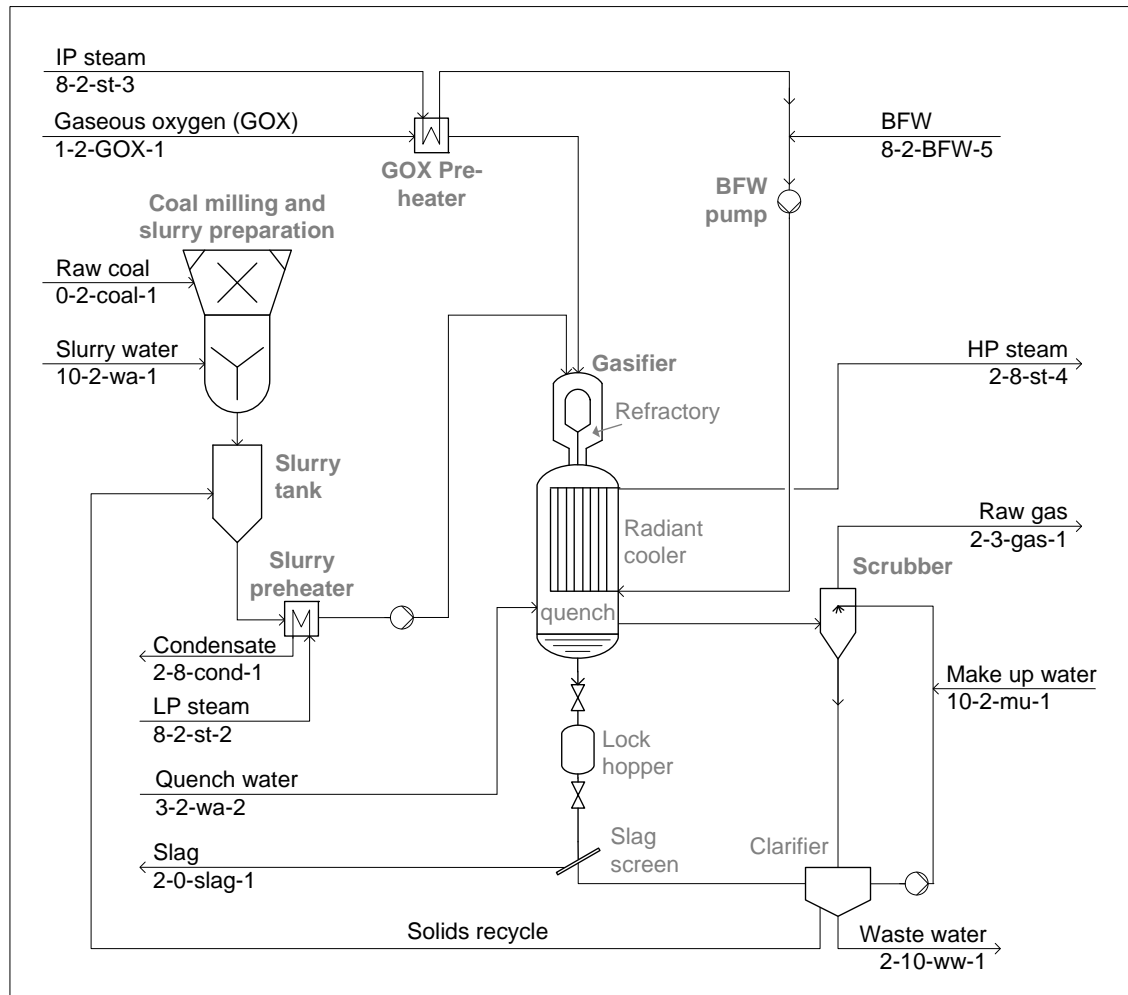 IP steam
8-2-st-3
Gaseous oxygen (GOX)
1-2-GOX-1
GOX Pre-
heater
BFW
8-2-BFW-5
BFW
pump
Coal milling and
slurry preparation
Raw coal
0-2-coal-1
Slurry water
10-2-wa-1
Gasifier
Refractory
HP steam
2-8-st-4
Slurry
tank
Radiant
cooler
Raw gas
2-3-gas-1
Scrubber
Slurry
preheater
quench
Condensate
2-8-cond-1
LP steam
8-2-st-2
Make up water
10-2-mu-1
Lock
hopper
Quench water
3-2-wa-2
Slag
2-0-slag-1
Slag
screen
Clarifier
Solids recycle
Waste water
2-10-ww-1